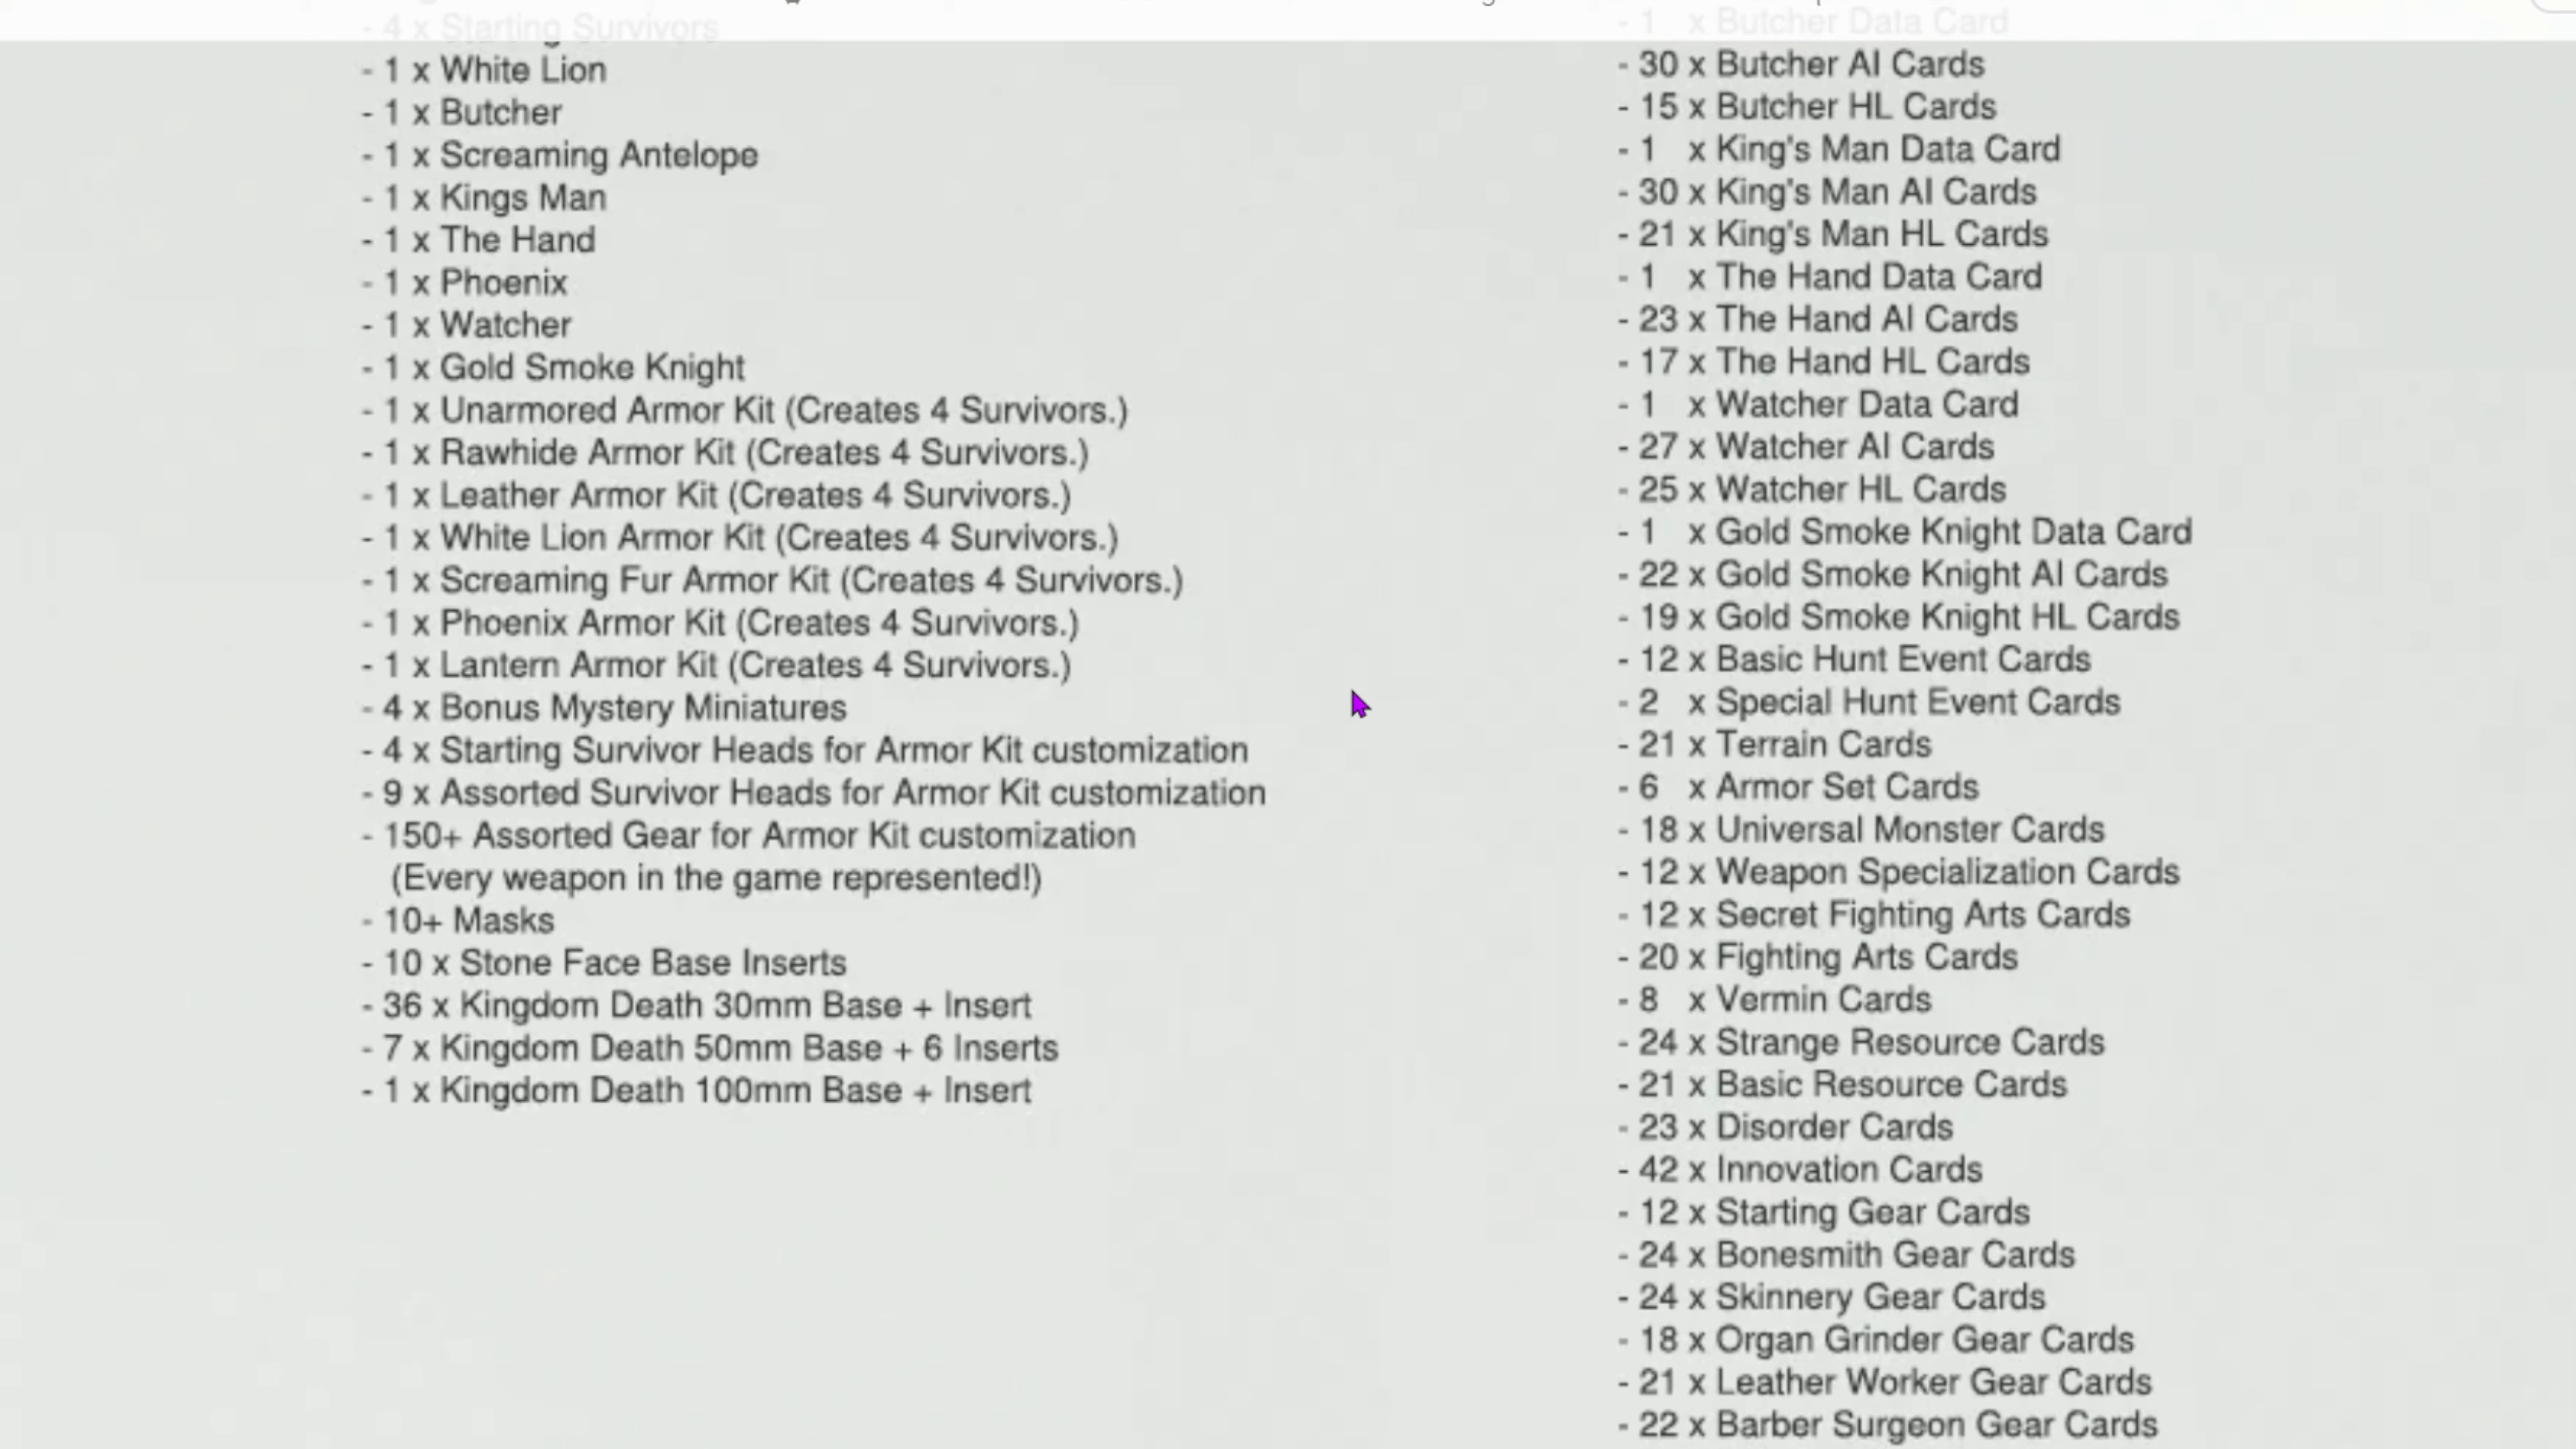 - 4 x Starting Survivors
- 1 x White Lion
- 1 x Butcher
- 1 x Screaming Antelope
- 1 x Kings Man
- 1 x The Hand
- 1 x Phoenix
- 1 x Watcher
- 1 x Gold Smoke Knight
- 1 x Unarmored Armor Kit (Creates 4 Survivors.)
- 1 x Rawhide Armor Kit (Creates 4 Survivors.)
- 1 x Leather Armor Kit (Creates 4 Survivors.)
- 1 x White Lion Armor Kit (Creates 4 Survivors.)
- 1 x Screaming Fur Armor Kit (Creates 4 Survivors.)
- 1 x Phoenix Armor Kit (Creates 4 Survivors.)
- 1 x Lantern Armor Kit (Creates 4 Survivors.)
- 4 x Bonus Mystery Miniatures
- 4 x Starting Survivor Heads for Armor Kit customization
- 9 x Assorted Survivor Heads for Armor Kit customization
- 150+ Assorted Gear for Armor Kit customization
(Every weapon in the game represented!)
- 10+ Masks
- 10 x Stone Face Base Inserts
- 36 x Kingdom Death 30mm Base + Insert
- 7 x Kingdom Death 50mm Base + 6 Inserts
- 1 x Kingdom Death 100mm Base + Insert
- 1 x Butcher Data Card
- 30 x Butcher AI Cards
- 15 x Butcher HL Cards
- 1 x King's Man Data Card
- 30 x King's Man AI Cards
- 21 x King's Man HL Cards
- 1 x The Hand Data Card
- 23 x The Hand AI Cards
- 17 x The Hand HL Cards
- 1 x Watcher Data Card
- 27 x Watcher AI Cards
- 25 x Watcher HL Cards
- 1 x Gold Smoke Knight Data Card
- 22 x Gold Smoke Knight AI Cards
- 19 x Gold Smoke Knight HL Cards
- 12 x Basic Hunt Event Cards
- 2 x Special Hunt Event Cards
- 21 x Terrain Cards
- 6 x Armor Set Cards
- 18 x Universal Monster Cards
- 12 x Weapon Specialization Cards
- 12 x Secret Fighting Arts Cards
- 20 x Fighting Arts Cards
- 8 x Vermin Cards
- 24 x Strange Resource Cards
- 21 x Basic Resource Cards
- 23 x Disorder Cards
- 42 x Innovation Cards
- 12 x Starting Gear Cards
- 24 x Bonesmith Gear Cards
- 24 x Skinnery Gear Cards
- 18 x Organ Grinder Gear Cards
- 21 x Leather Worker Gear Cards
- 22 x Barber Surgeon Gear Cards